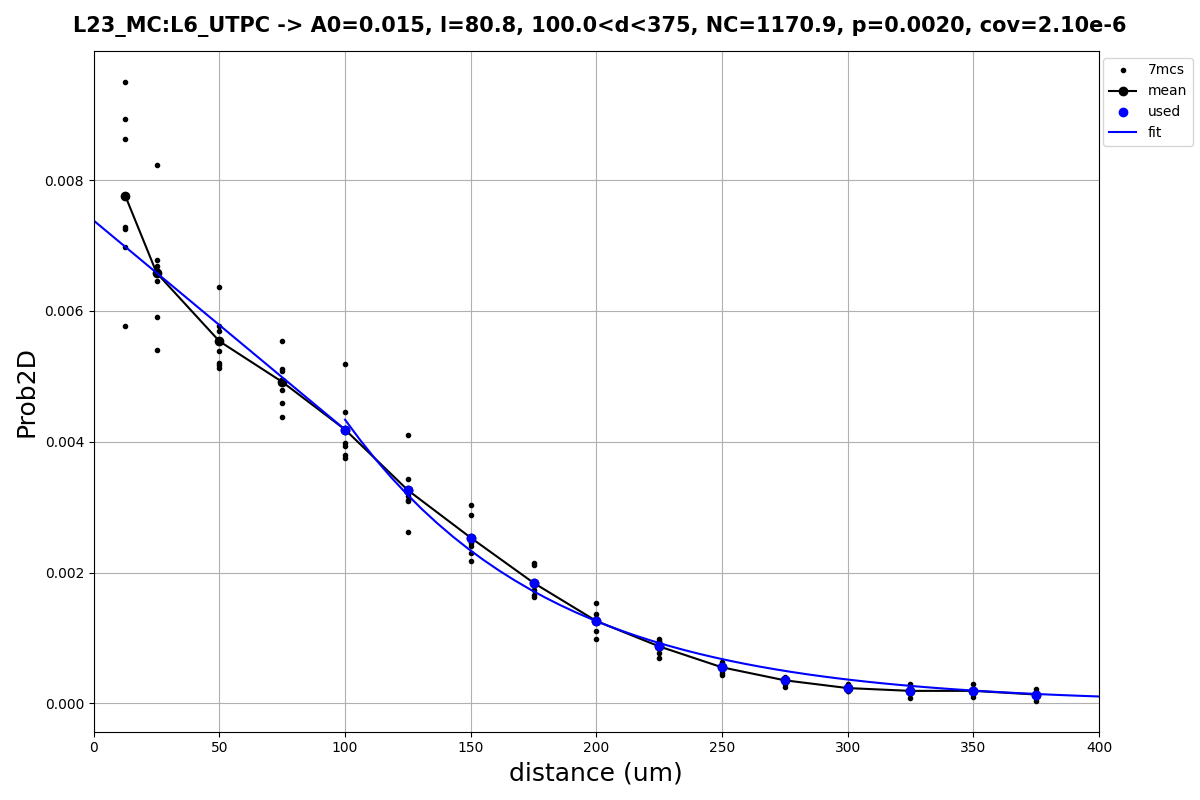 L23_MC:L6_UTPC -> A0=0.015, l=80.8, 100.0<d<375, NC=1170.9, p=0.0020, cov=2.10e-6
7mcs
mean
used
fit
0.008
0.006
0.004
0.002
0.000
Prob2D
0 50 100 150 200 250 300 350 400
distance (um)